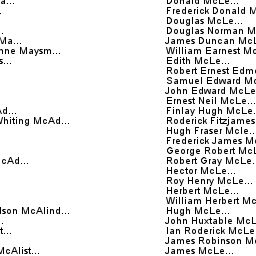 a...	Donald McLe...
.	Frederick Donald M
	Douglas McLe...
..	Douglas Norman M
Ma...	James Duncan McL
nne Maysm...	William Earnest Mc
s...	Edith McLe...
	Robert Ernest Edm
	Samuel Edward Mc
	John Edward McLe
	Ernest Neil McLe...
Ad...	Finlay Hugh McLe...
Whiting McAd...	Roderick Fitzjames
	Hugh Fraser Mcle...
	Frederick James Mc
	George Robert McL
cAd...	Robert Gray McLe.
	Hector McLe...
	Roy Henry McLe...
	Herbert McLe...
	William Herbert Mc
lson McAlind...	Hugh McLe...
..	John Huxtable McL
t...	Ian Roderick McLe
	James Robinson M
McAlist...	James McLe...